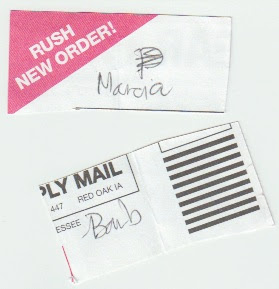 RUSH
NEW ORDER!
P
Marcia
PLY MAIL
447 RED OAK IA
ESSEE
Barb